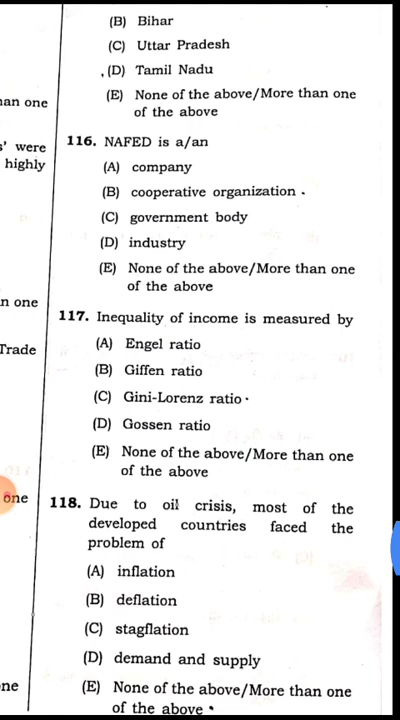 (B) Bihar
(C) Uttar Pradesh
(D) Tamil Nadu
(E) None of the above/More than one
of the above
116. NAFED is a/an
(A) company
(B) cooperative organization
(C) government body
(D) industry
(E) None of the above/More than one
of the above
117. Inequality of income is measured by
(A) Engel ratio
(B) Giffen ratio
(C) Gini-Lorenz ratio
(D) Gossen ratio
(E) None of the above/More than one
of the above
118. Due to oil crisis, most of the
developed countries faced the
problem of
(A) inflation
(B) deflation
(C) stagflation
(D) demand and supply
(E) None of the above/More than one
of the above
one
were
highly
one
Trade
one